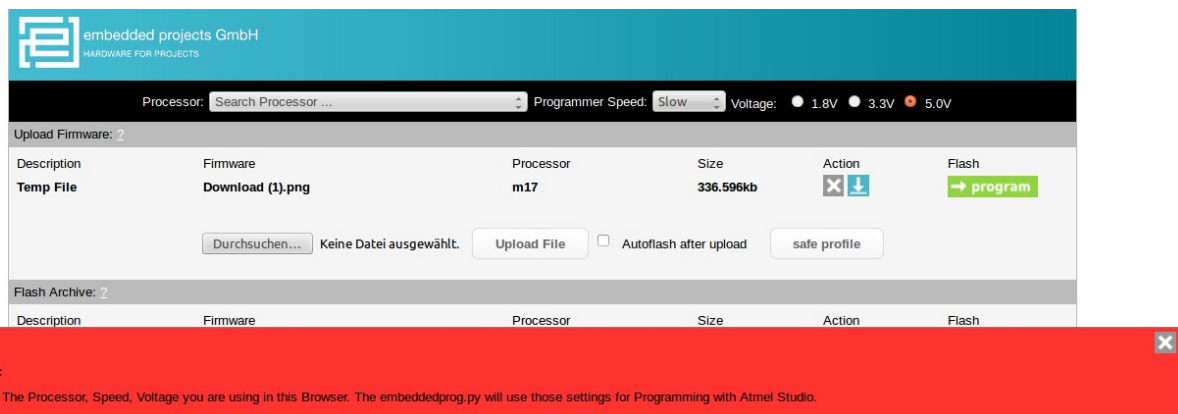 embedded projects GmbH
HARDWARE FOR PROJECTS
Processor: Search Processor ... Programmer Speed: Slow Voltage: 1.8V 3.3V 5.0V
Upload Firmware: ?
Description Firmware Processor Size Action Flash
Temp File Download (1).png m17 336.596kb → program
Durchsuchen... Keine Datei ausgewählt. Upload File Autoflash after upload safe profile
Flash Archive: ?
Description Firmware Processor Size Action Flash
:
The Processor, Speed, Voltage you are using in this Browser. The embeddedprog.py will use those settings for Programming with Atmel Studio.